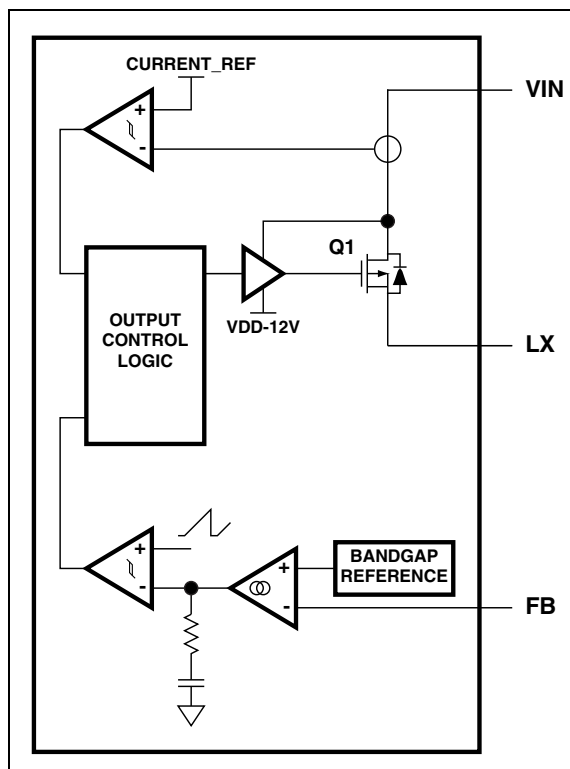 CURRENT_REF
VIN
+
-
Q1
OUTPUT
CONTROL
LOGIC
VDD-12V
LX
+
-
+
-
BANDGAP
REFERENCE
FB